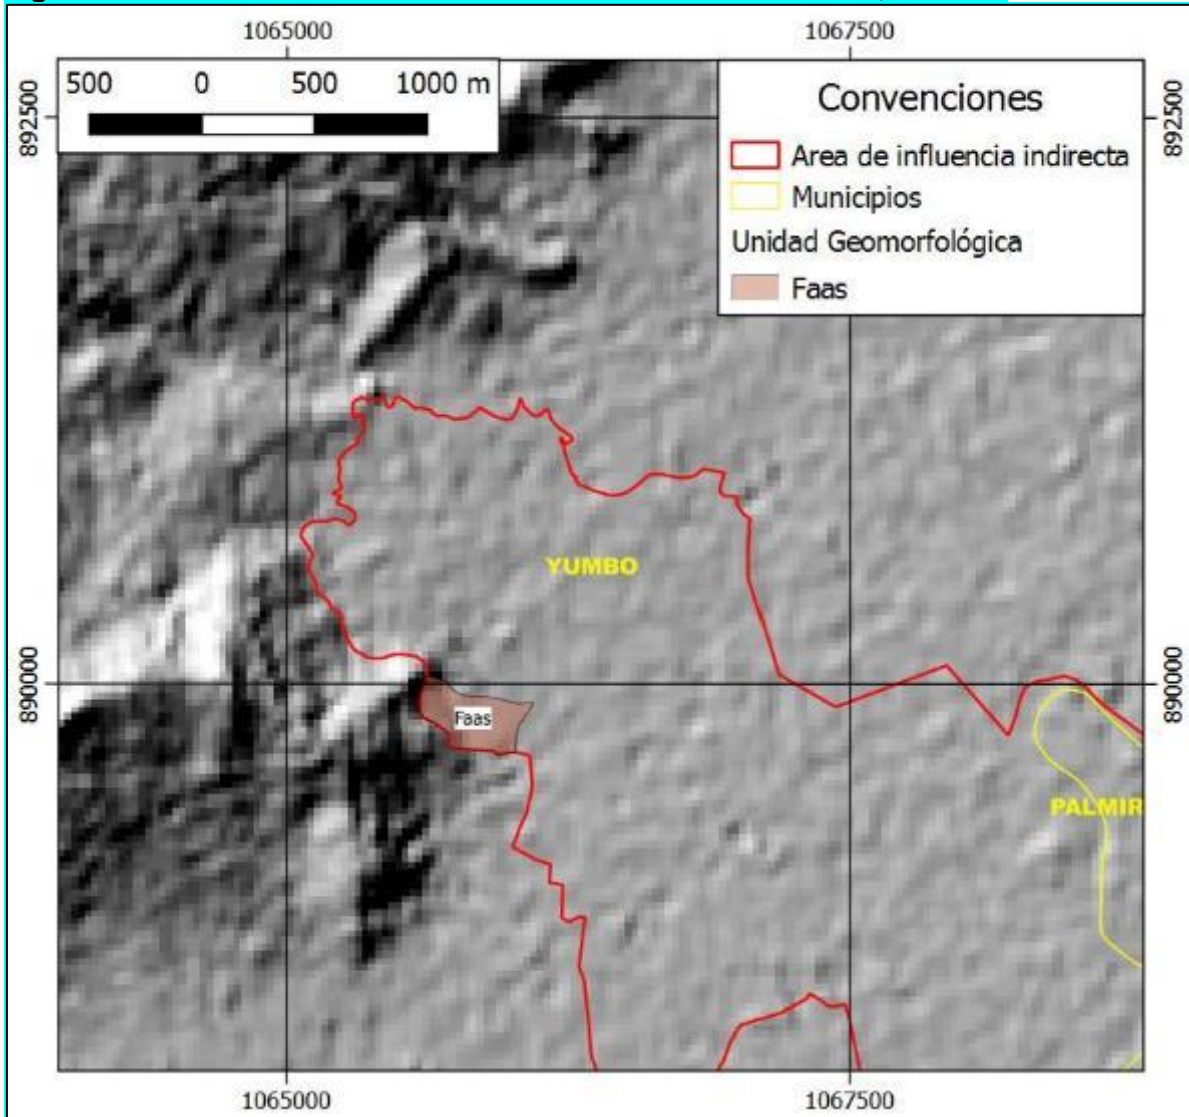 1065000 1067500
500 0 500 1000 m
892500
892500
Convenciones
Area de influencia indirecta
Municipios
Unidad Geomorfológica
Faas
YUMBO
890000
890000
Faas
PALMIR
1065000 1067500